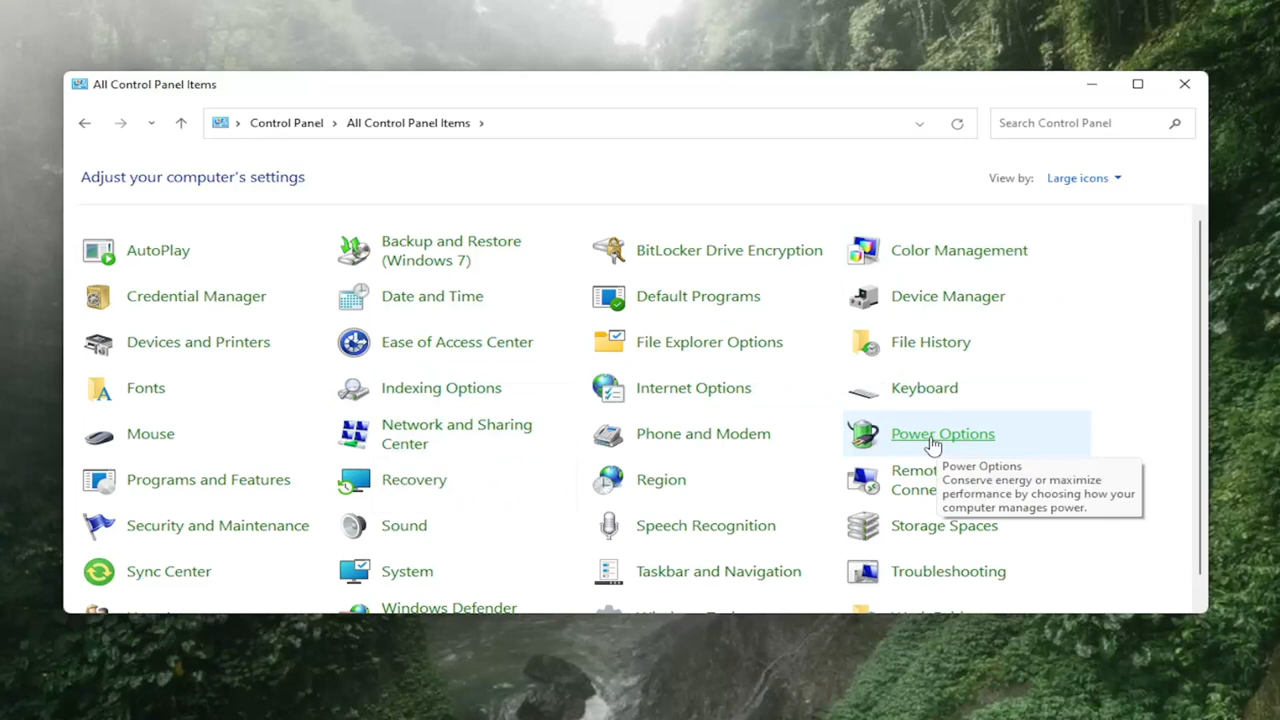 All Control Panel Items
Control Panel
All Control Panel Items
Search Control Panel
Adjust your computer's settings
View by:
Large icons
AutoPlay
Backup and Restore
(Windows 7)
BitLocker Drive Encryption
Color Management
Credential Manager
Date and Time
Default Programs
Device Manager
Devices and Printers
Ease of Access Center
File Explorer Options
File History
Fonts
Indexing Options
Internet Options
Keyboard
Mouse
Network and Sharing
Center
Phone and Modem
Power Options
Programs and Features
Recovery
Region
Power Options
Conserve energy or maximize
performance by choosing how your
computer manages power.
Security and Maintenance
Sound
Speech Recognition
Storage Spaces
Sync Center
System
Taskbar and Navigation
Troubleshooting
Windows Defender